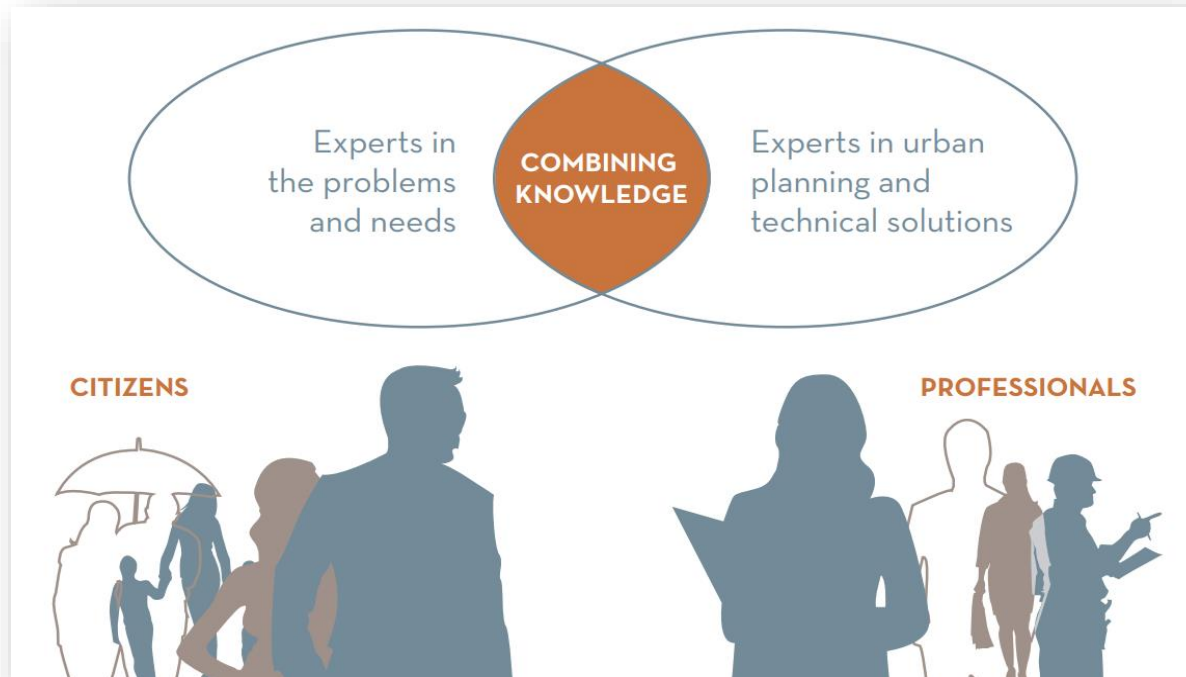 Experts in
the problems
and needs
COMBINING
KNOWLEDGE
Experts in urban
planning and
technical solutions
CITIZENS
PROFESSIONALS